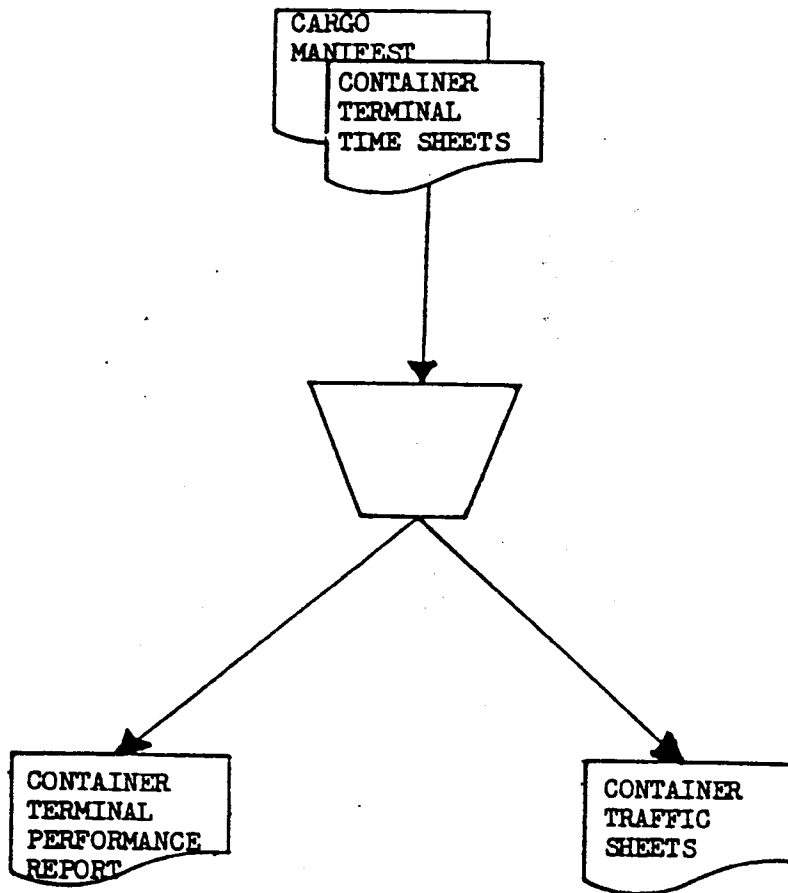 CARGO
MANIFEST
CONTAINER
TERMINAL
TIME SHEETS
CONTAINER
TERMINAL
PERFORMANCE
REPORT
CONTAINER
TRAFFIC
SHEETS